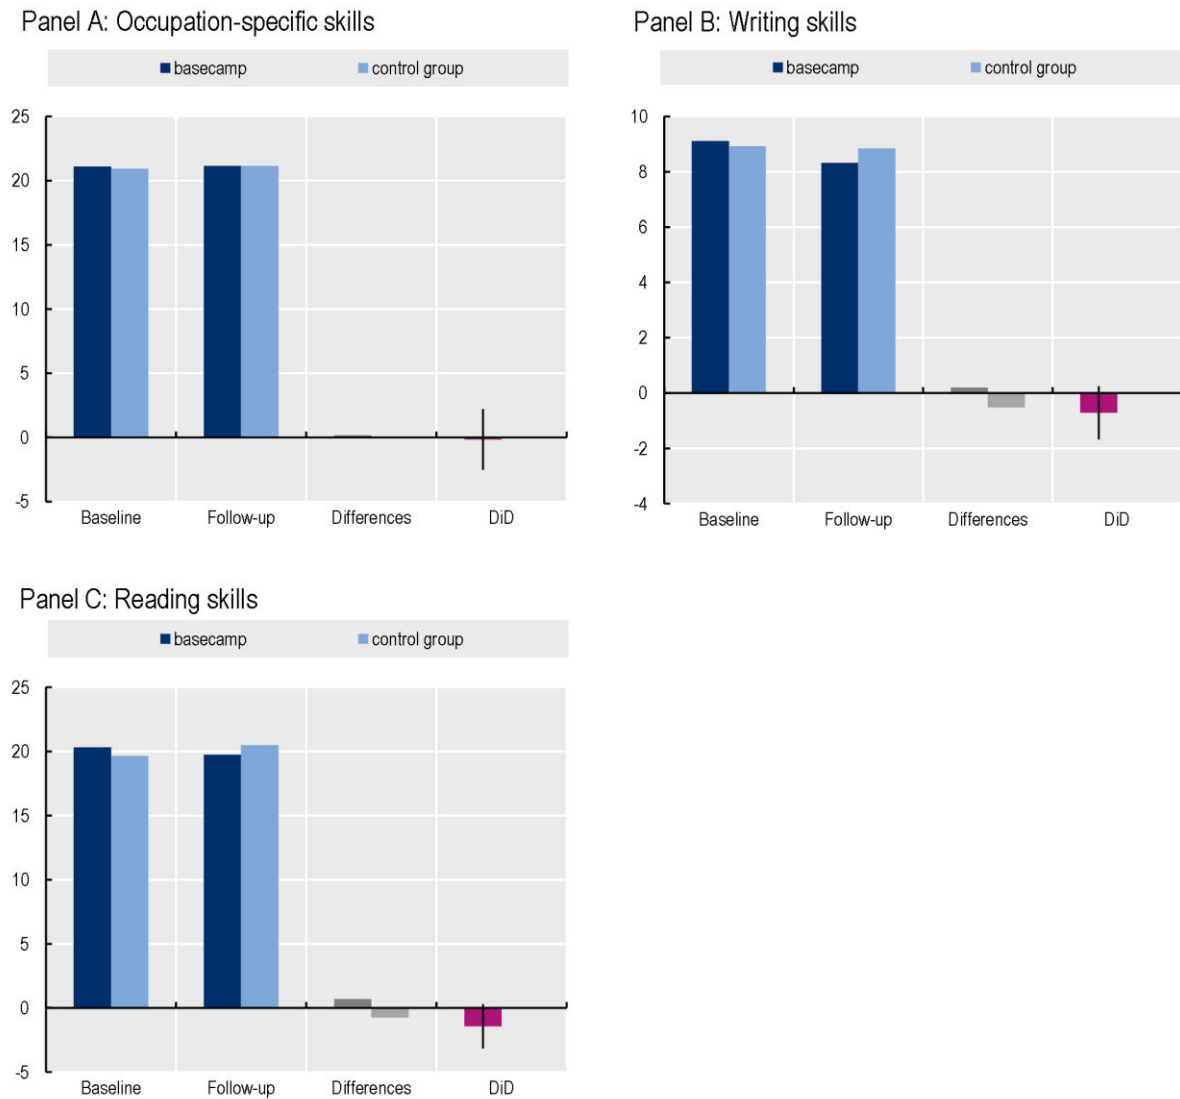 Panel A: Occupation-specific skills
basecamp control group
25
20
15
10
5
0
-5
Baseline Follow-up Differences DiD
Panel B: Writing skills
basecamp control group
10
8
6
4
2
0
-2
-4
Baseline Follow-up Differences DiD
Panel C: Reading skills
basecamp control group
25
20
15
10
5
0
-5
Baseline Follow-up Differences DiD